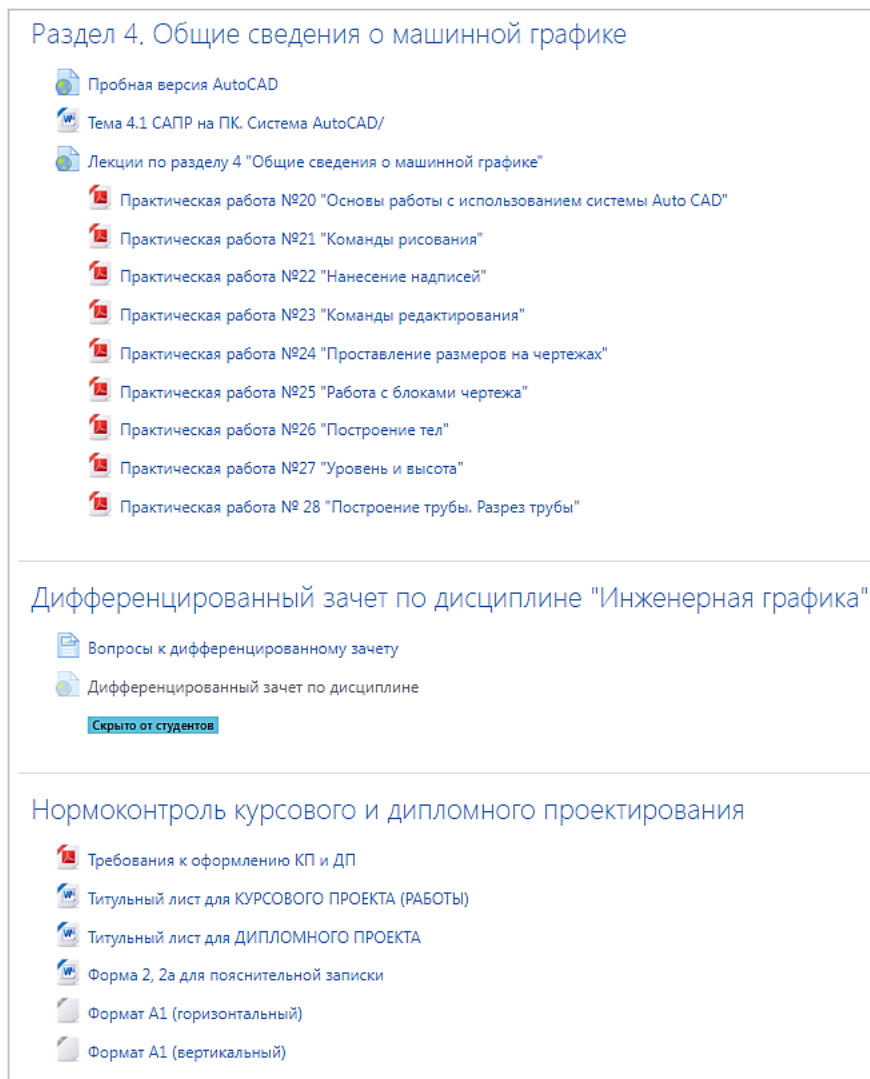 Раздел 4. Общие сведения о машинной графике
Пробная версия AutoCAD
Тема 4.1 САПР на ПК. Система AutoCAD/
Лекции по разделу 4 "Общие сведения о машинной графике"
Практическая работа №20 "Основы работы с использованием системы Auto CAD"
Практическая работа №21 "Команды рисования"
Практическая работа №22 "Нанесение надписей"
Практическая работа №23 "Команды редактирования"
Практическая работа №24 "Проставление размеров на чертежах"
Практическая работа №25 "Работа с блоками чертежа"
Практическая работа №26 "Построение тел"
Практическая работа №27 "Уровень и высота"
Практическая работа № 28 "Построение трубы. Разрез трубы"
Дифференцированный зачет по дисциплине "Инженерная графика"
Вопросы к дифференцированному зачету
Дифференцированный зачет по дисциплине
Скрыто от студентов
Нормоконтроль курсового и дипломного проектирования
Требования к оформлению КП и ДП
Титульный лист для КУРСОВОГО ПРОЕКТА (РАБОТЫ)
Титульный лист для ДИПЛОМНОГО ПРОЕКТА
Форма 2, 2а для пояснительной записки
Формат А1 (горизонтальный)
Формат А1 (вертикальный)